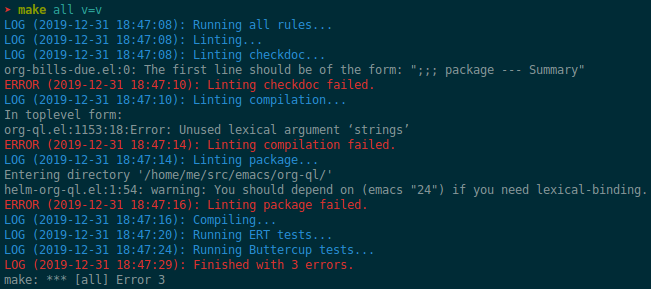 ➤ make all v=v
LOG (2019-12-31 18:47:08): Running all rules...
LOG (2019-12-31 18:47:08): Linting...
LOG (2019-12-31 18:47:08): Linting checkdoc...
org-bills-due.el:0: The first line should be of the form: ";;; package --- Summary"
ERROR (2019-12-31 18:47:10): Linting checkdoc failed.
LOG (2019-12-31 18:47:10): Linting compilation...
In toplevel form:
org-ql.el:1153:18:Error: Unused lexical argument ‘strings’
ERROR (2019-12-31 18:47:14): Linting compilation failed.
LOG (2019-12-31 18:47:14): Linting package...
Entering directory '/home/me/src/emacs/org-ql/'
helm-org-ql.el:1:54: warning: You should depend on (emacs "24") if you need lexical-binding.
ERROR (2019-12-31 18:47:16): Linting package failed.
LOG (2019-12-31 18:47:16): Compiling...
LOG (2019-12-31 18:47:20): Running ERT tests...
LOG (2019-12-31 18:47:24): Running Buttercup tests...
LOG (2019-12-31 18:47:29): Finished with 3 errors.
make: *** [all] Error 3